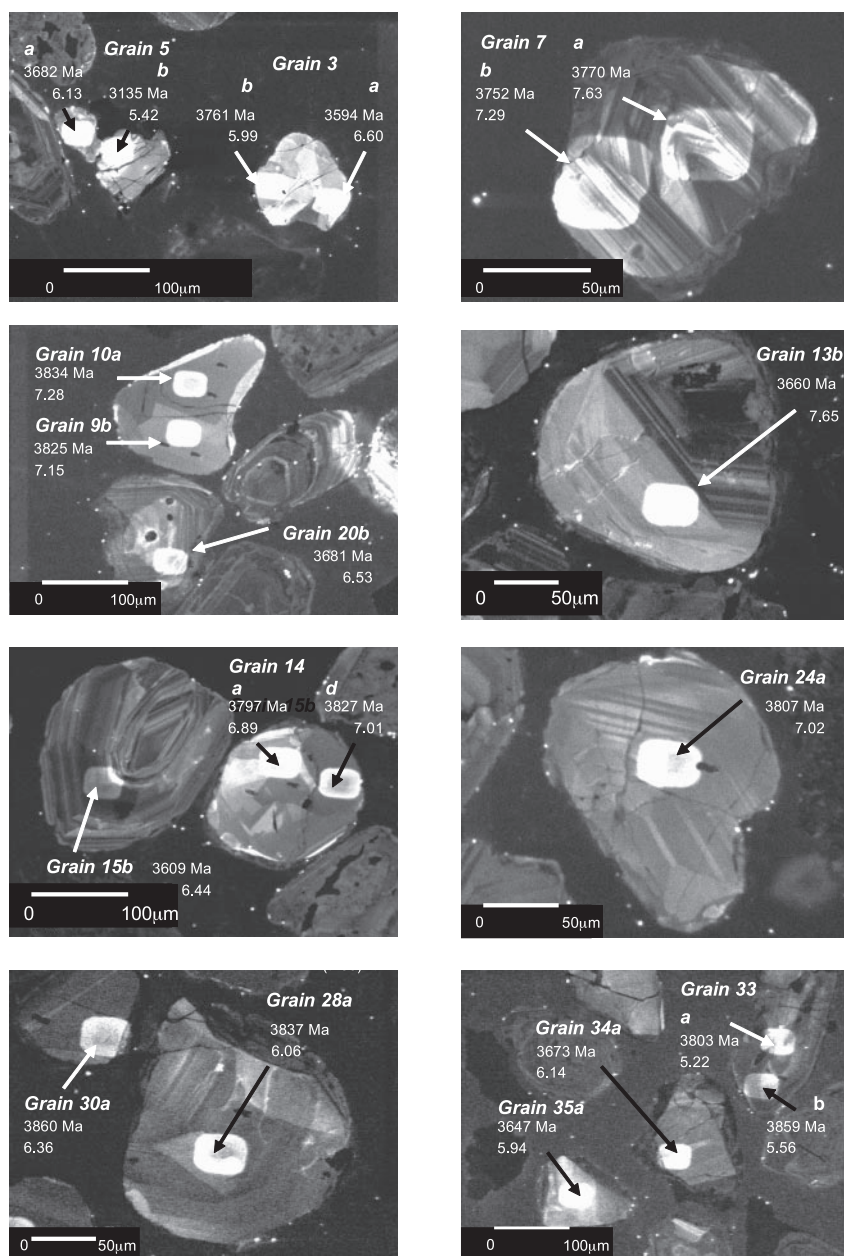 a Grain 5
3682 Ma b
6.13 3135 Ma
5.42
Grain 3
b a
3761 Ma 3594 Ma
5.99 6.60
0 100μm
Grain 7 a
b 3770 Ma
3752 Ma 7.63
7.29
0 50μm
Grain 10a
3834 Ma
7.28
Grain 9b
3825 Ma
7.15
Grain 20b
3681 Ma
6.53
0 100μm
Grain 13b
3660 Ma
7.65
0 50μm
Grain 14
a d
3797 Ma 15b 3827 Ma
6.89 7.01
Grain 15b 3609 Ma
6.44
0 100μm
Grain 24a
3807 Ma
7.02
0 50μm
Grain 28a
3837 Ma
6.06
Grain 30a
3860 Ma
6.36
0 50μm
Grain 33
Grain 34a a
3673 Ma 3803 Ma
6.14 5.22
Grain 35a b
3647 Ma 3859 Ma
5.94 5.56
0 100μm